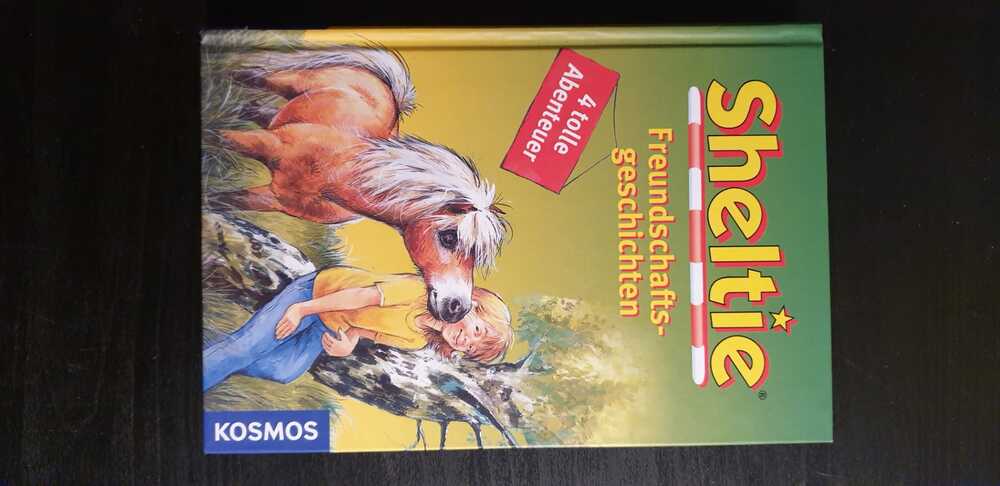 Sheltie®
Freundschafts-
geschichten
4 tolle
Abenteuer
KOSMOS